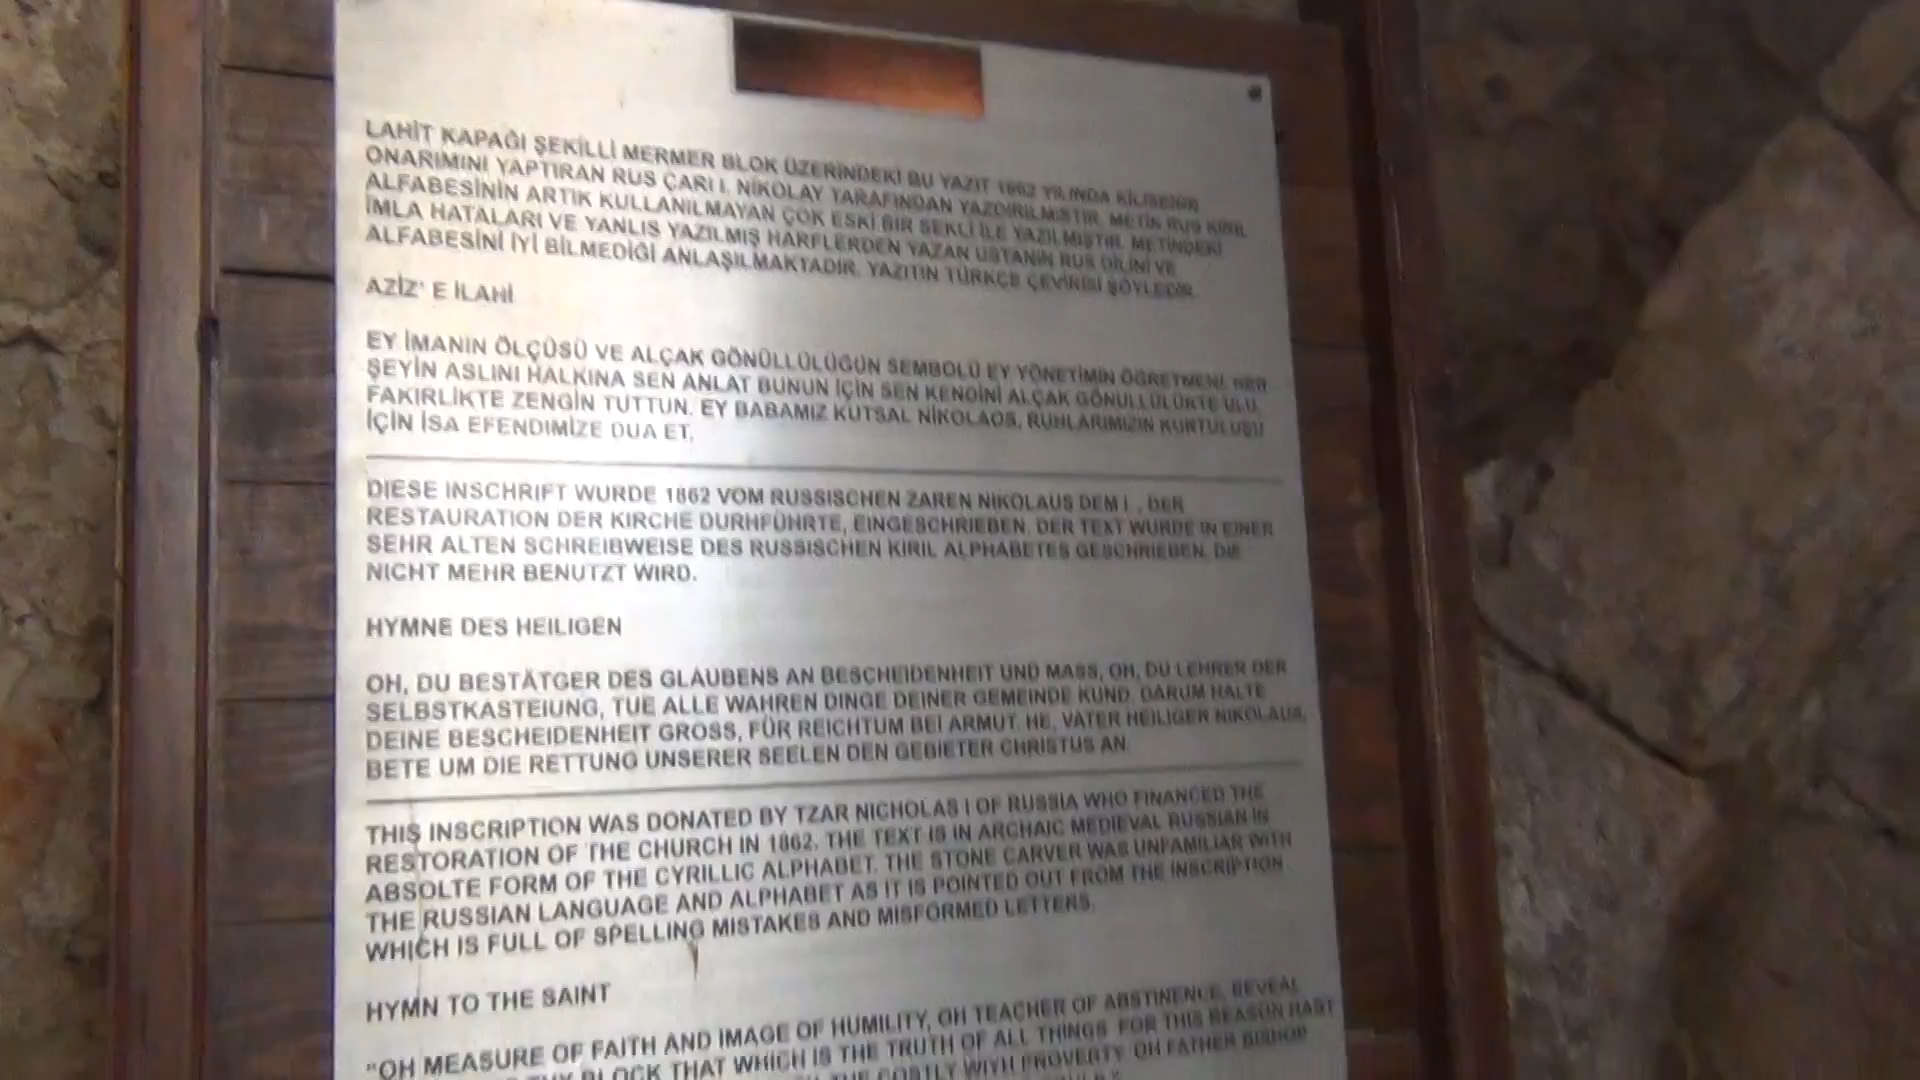 LAHİT KAPAĞI ŞEKİLLİ MERMER BLOK ÜZERİNDEKİ BU YAZIT 1862 YILINDA KİLİSENİN
ONARIMINI YAPTIRAN RUS ÇARI I. NİKOLAY TARAFINDAN YAZDIRILMIŞTIR. METİN RUS KİRİL
ALFABESİNİN ARTIK KULLANILMAYAN ÇOK ESKİ BİR ŞEKLİ İLE YAZILMIŞTIR. METİNDEKİ
İMLA HATALARI VE YANLIS YAZILMIŞ HARFLERDEN YAZAN USTANIN RUS DİLİNİ VE
ALFABESİNİ İYİ BİLMEDİĞİ ANLAŞILMAKTADIR. YAZITIN TÜRKÇE ÇEVİRİSİ ŞÖYLEDİR.
AZİZ' E İLAHİ
EY İMANIN ÖLÇÜSÜ VE ALÇAK GÖNÜLLÜLÜĞÜN SEMBOLÜ EY YÖNETİMİN ÖĞRETMENİ, HER
ŞEYİN ASLINI HALKINA SEN ANLAT BUNUN İÇİN SEN KENDİNİ ALÇAK GÖNÜLLÜLÜKTE ULU,
FAKİRLİKTE ZENGİN TUTTUN. EY BABAMIZ KUTSAL NİKOLAOS, RUHLARIMIZIN KURTULUŞU
İÇİN İSA EFENDİMİZE DUA ET,
DIESE INSCHRIFT WURDE 1862 VOM RUSSISCHEN ZAREN NIKOLAUS DEM I. , DER
RESTAURATION DER KIRCHE DURHFÜHRTE, EINGESCHRIEBEN. DER TEXT WURDE IN EINER
SEHR ALTEN SCHREIBWEISE DES RUSSISCHEN KIRIL ALPHABETES GESCHRIEBEN, DIE
NICHT MEHR BENUTZT WIRD.
HYMNE DES HEILIGEN
OH, DU BESTÄTGER DES GLAUBENS AN BESCHEIDENHEIT UND MASS, OH, DU LEHRER DER
SELBSTKASTEIUNG, TUE ALLE WAHREN DINGE DEINER GEMEINDE KUND. DARUM HALTE
DEINE BESCHEIDENHEIT GROSS, FÜR REICHTUM BEI ARMUT. HE, VATER HEILIGER NIKOLAUS,
BETE UM DIE RETTUNG UNSERER SEELEN DEN GEBIETER CHRISTUS AN.
THIS INSCRIPTION WAS DONATED BY TZAR NICHOLAS I OF RUSSIA WHO FINANCED THE
RESTORATION OF THE CHURCH IN 1862. THE TEXT IS IN ARCHAIC MEDIEVAL RUSSIAN IN
ABSOLTE FORM OF THE CYRILLIC ALPHABET. THE STONE CARVER WAS UNFAMILIAR WITH
THE RUSSIAN LANGUAGE AND ALPHABET AS IT IS POINTED OUT FROM THE INSCRIPTION
WHICH IS FULL OF SPELLING MISTAKES AND MISFORMED LETTERS.
HYMN TO THE SAINT
"OH MEASURE OF FAITH AND IMAGE OF HUMILITY, OH TEACHER OF ABSTINENCE, REVEAL
BLOCK THAT WHICH IS THE TRUTH OF ALL THINGS FOR THIS REASON HAST
THE COSTLY WITH PROVERTY. OH FATHER BISHOP